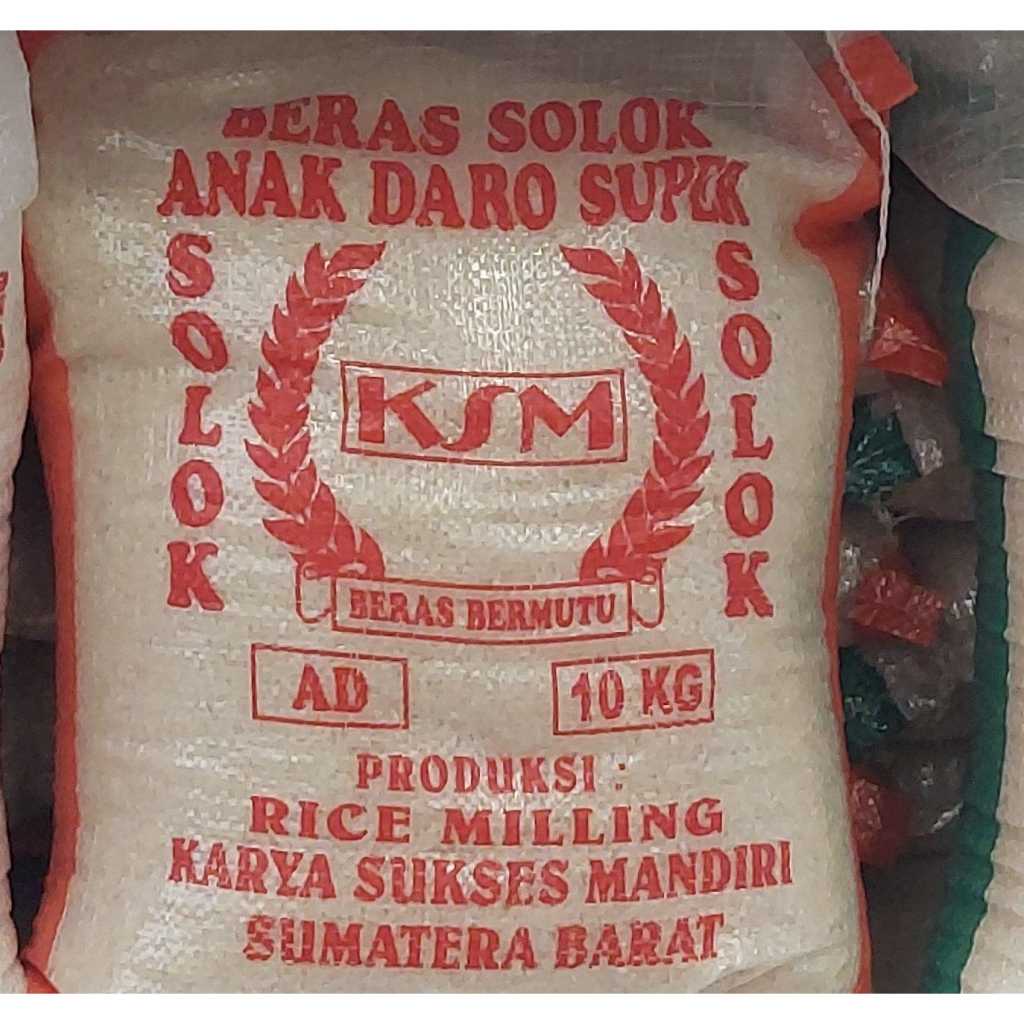 BERAS SOLOK
ANAK DARO SUPER
SOLOK
SOLOK
KSM
BERAS BERMUTU
AD
10 KG
PRODUKSI :
RICE MILLING
KARYA SUKSES MANDIRI
SUMATERA BARAT